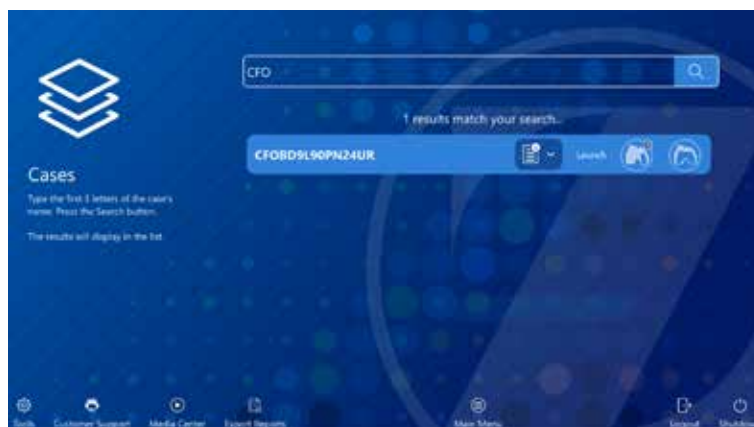 CFO
1 results match your search..
CFOBD9L90PN24UR
Launch
Cases
Type the first 3 letters of the case's
name. Press the Search button.
The results will display in the list
Tools
Customer Support
Media Center
Export Reports
Main Menu
Logout
Shutdown